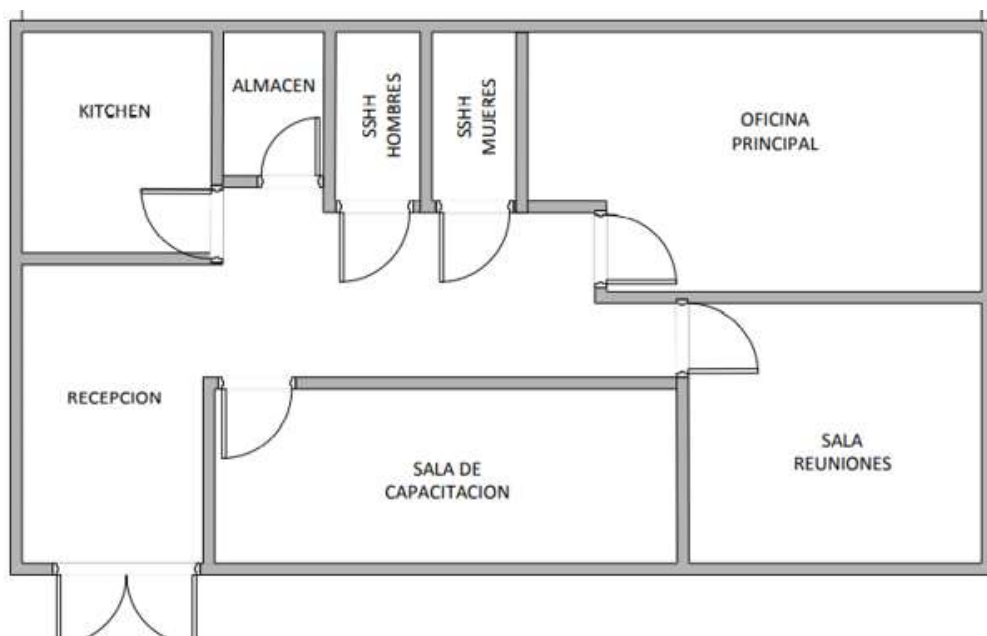 KITCHEN
ALMACEN
SSHH
HOMBRES
SSHH
MUJERES
OFICINA
PRINCIPAL
RECEPCION
SALA DE
CAPACITACION
SALA
REUNIONES